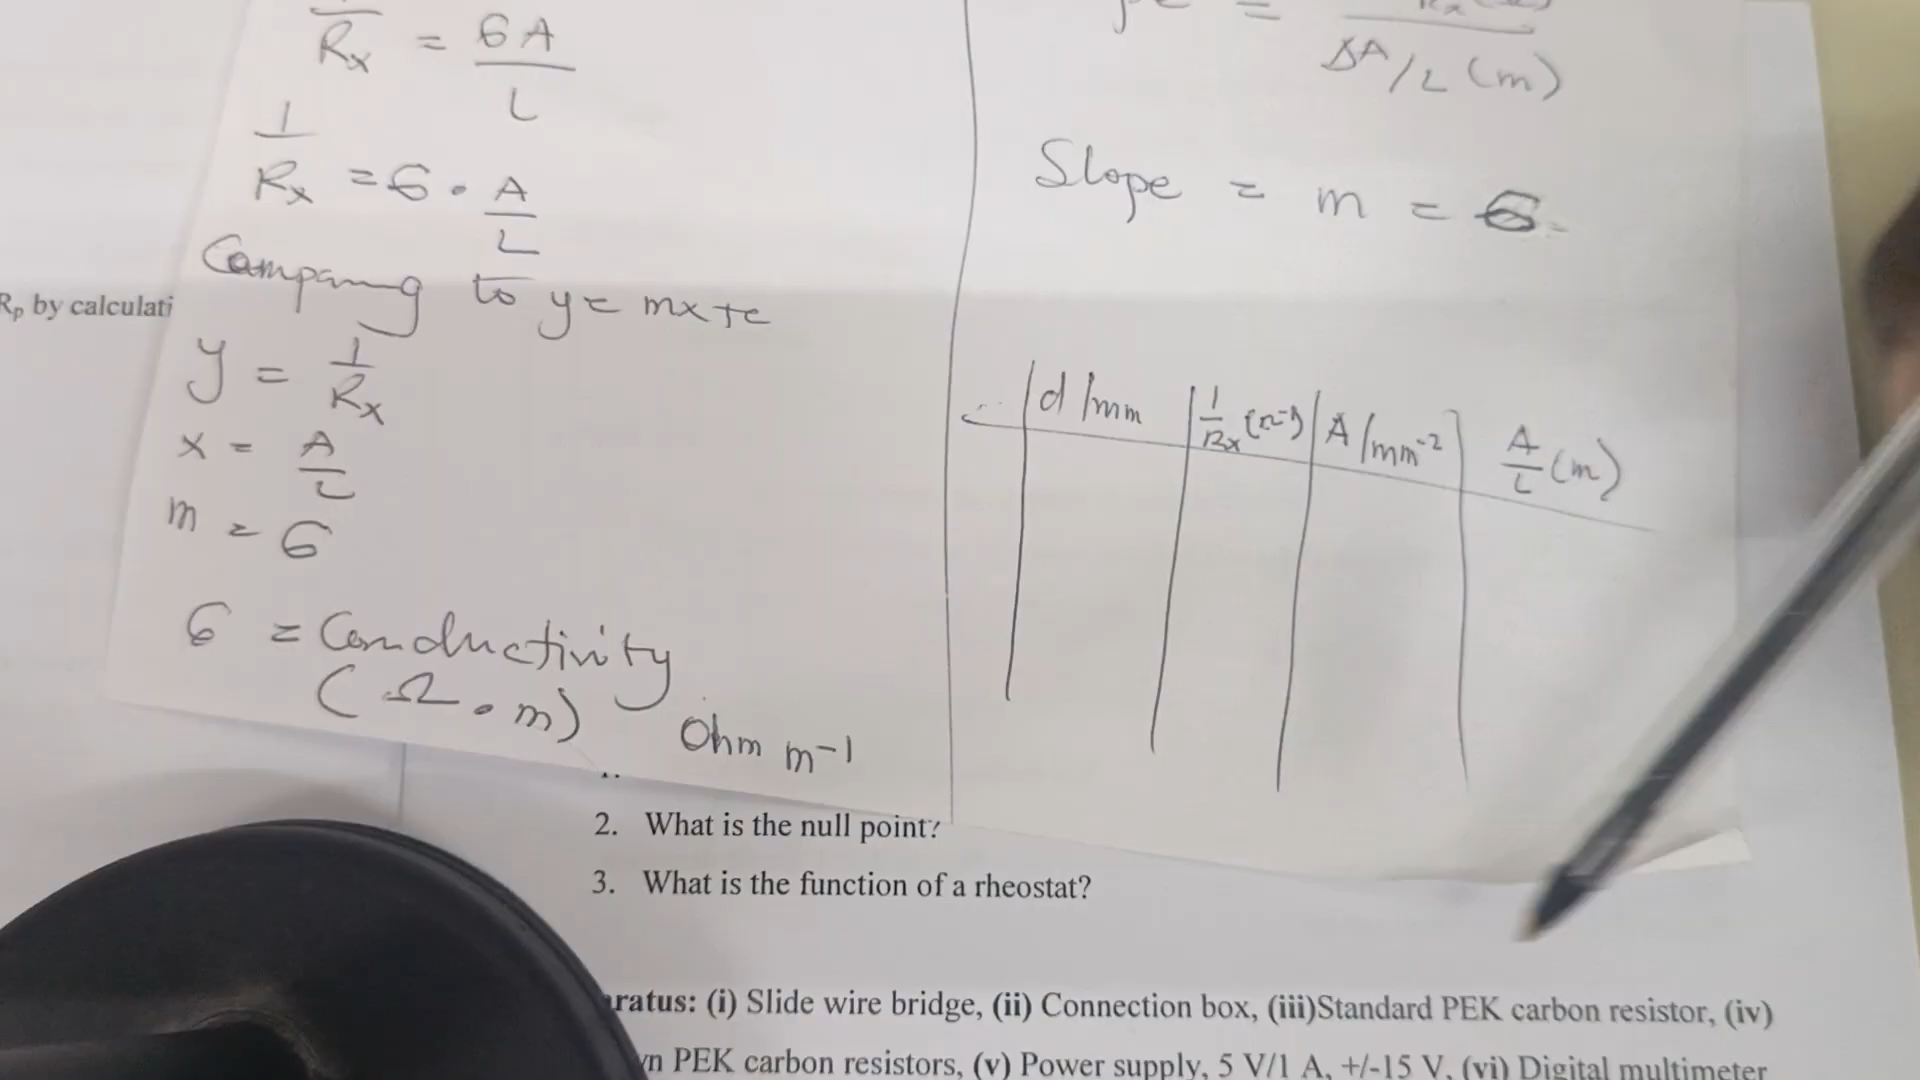 Rx = 6A
L
1
Rx = 6 . A
L
Comparing to y = mx+c
y = 1
Rx
x = A
L
m = 6
6 = Conductivity
(Ω . m) Ohm m⁻¹
ΔA/L (m)
Slope = m = 6
d/mm 1/Rx (Ω⁻¹) A/mm⁻² A/L (m)
Rp by calculati
2. What is the null point?
3. What is the function of a rheostat?
ratus: (i) Slide wire bridge, (ii) Connection box, (iii)Standard PEK carbon resistor, (iv)
n PEK carbon resistors, (v) Power supply, 5 V/1 A, +/-15 V, (vi) Digital multimeter